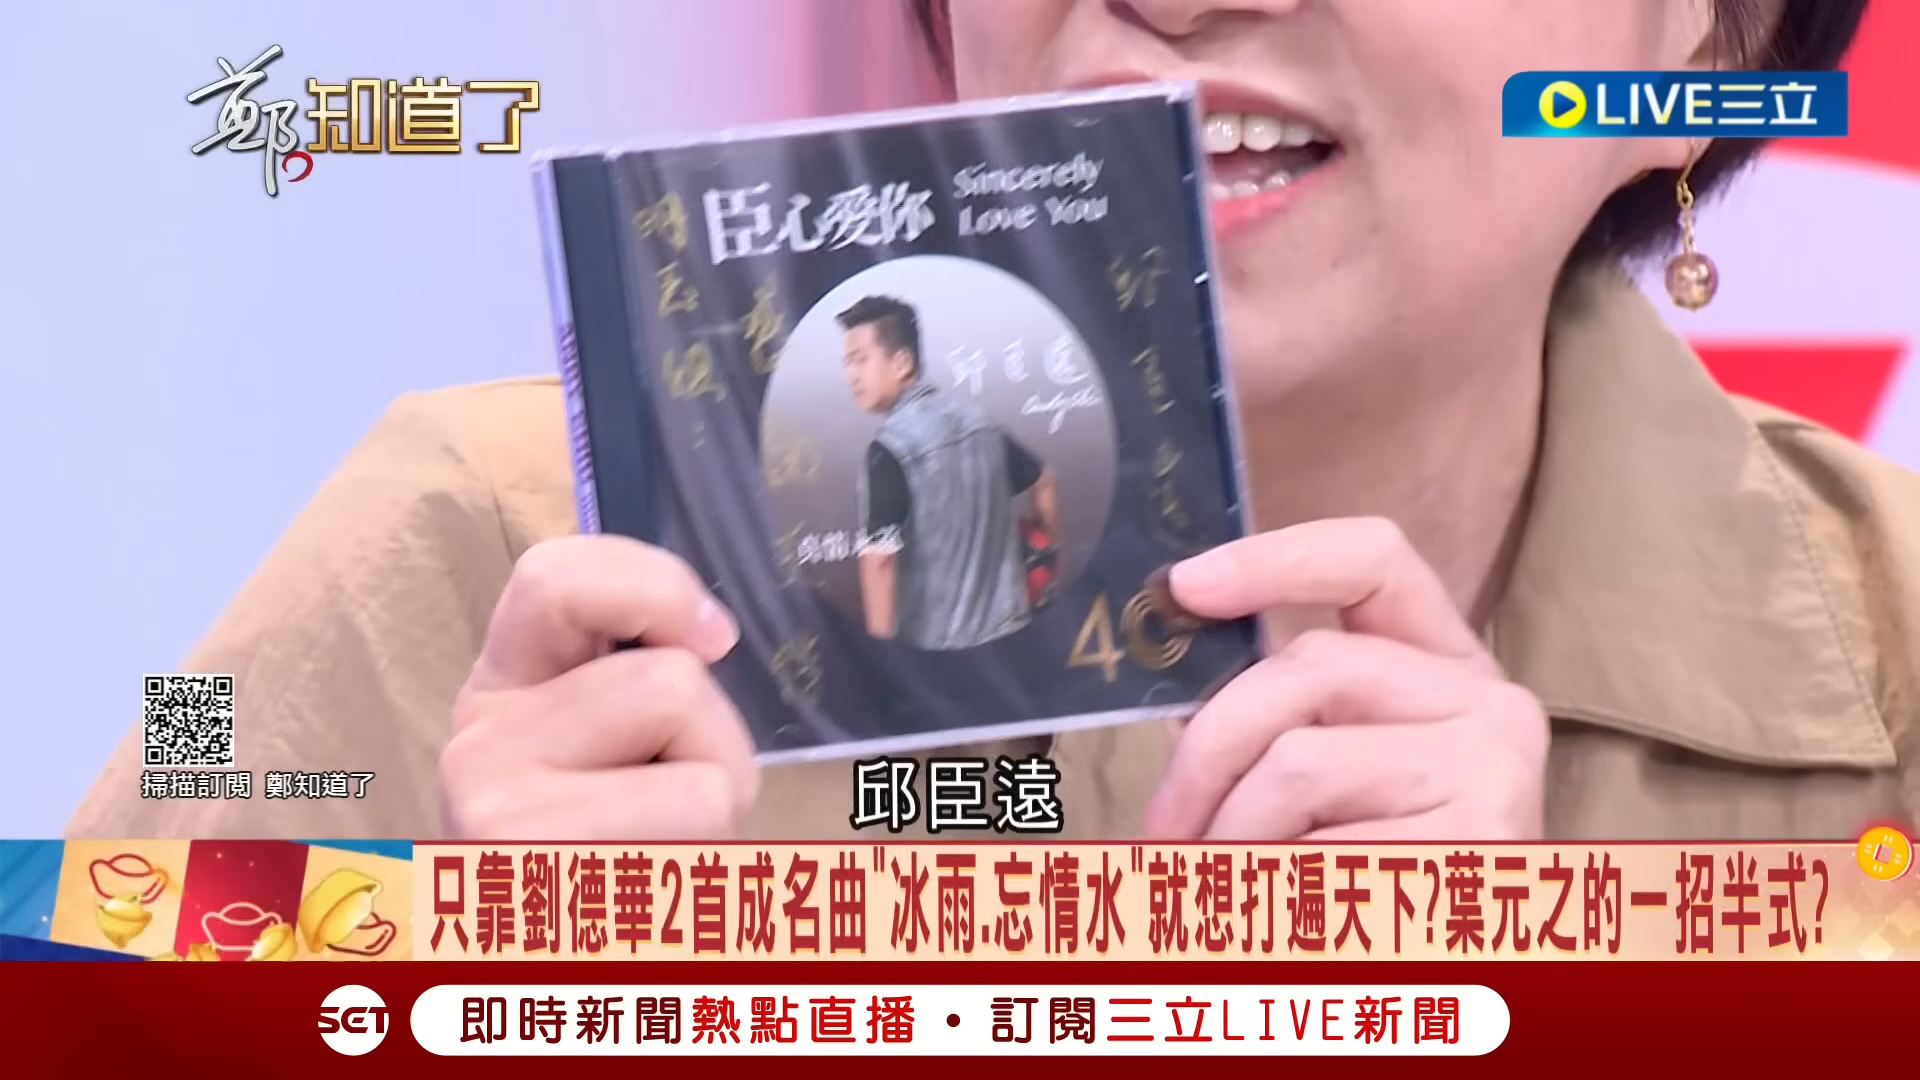 鄭知道了
LIVE三立
臣心愛你
Sincerely
Love You
邱臣遠
邱臣遠
40
掃描訂閱 鄭知道了
邱臣遠
只靠劉德華2首成名曲"冰雨.忘情水"就想打遍天下?葉元之的一招半式?
SET
即時新聞熱點直播・訂閱三立LIVE新聞